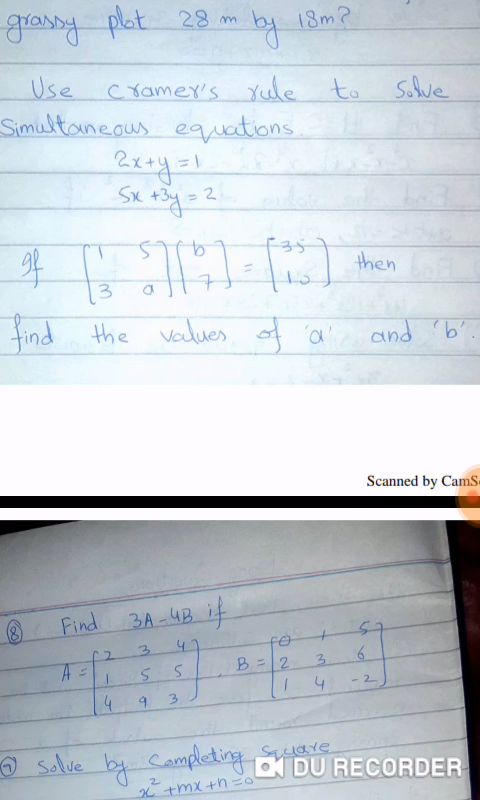 grassy plot 28 m by 18m?
Use cramer's rule to solve
Simultaneous equations.
2x+y=1
5x+3y=2
If [1 5
3 a] [b
7] = [35
10] then
find the values of 'a' and 'b'.
Scanned by CamS
8 Find 3A-4B if
A = [2 3 4
1 5 5
4 9 3] , B = [0 1 5
2 3 6
1 4 -2]
7 Solve by completing square
x²+mx+n=0
DU RECORDER